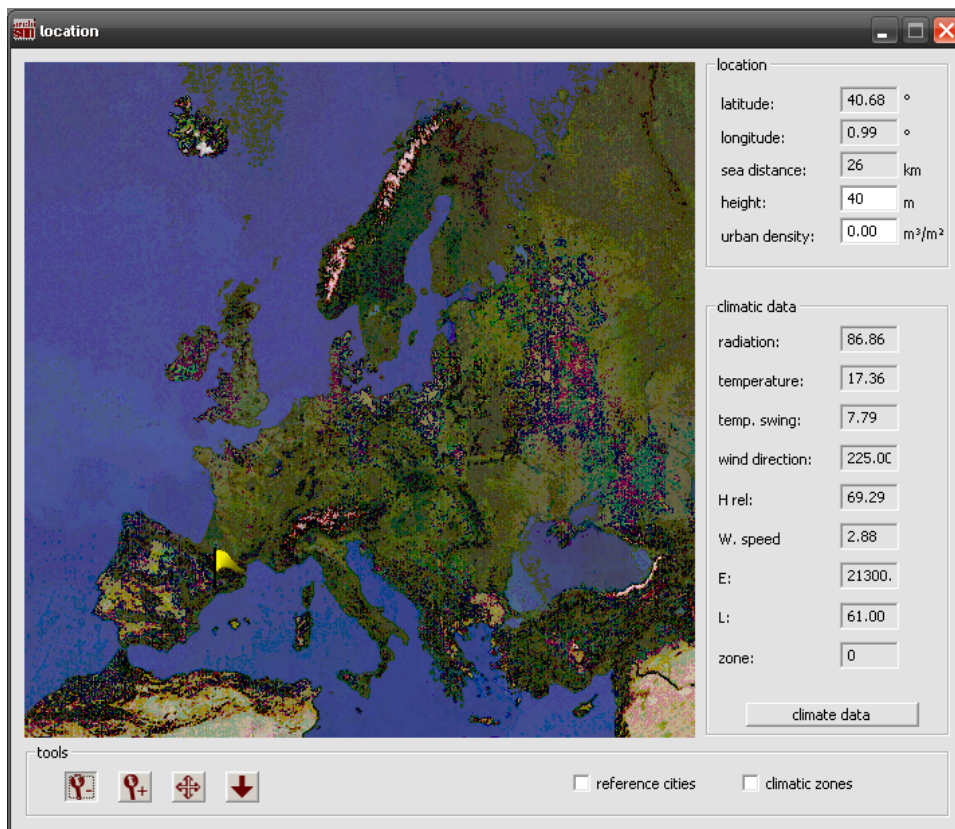 location
location
latitude: 40.68 °
longitude: 0.99 °
sea distance: 26 km
height: 40 m
urban density: 0.00 m³/m²
climatic data
radiation: 86.86
temperature: 17.36
temp. swing: 7.79
wind direction: 225.0
H rel: 69.29
W. speed 2.88
E: 21300.
L: 61.00
zone: 0
climate data
tools
reference cities climatic zones